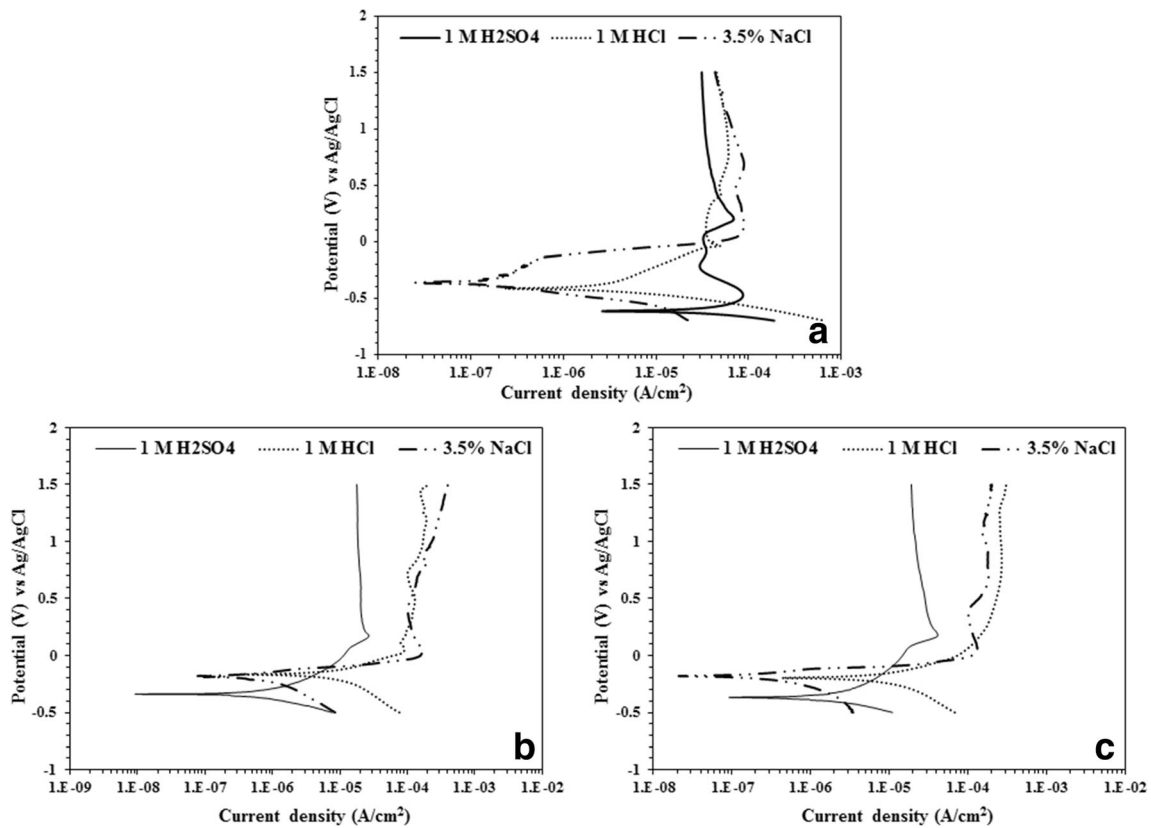 1 M H2SO4 1 M HCl 3.5% NaCl
Potential (V) vs Ag/AgCl
2
1.5
1
0.5
0
-0.5
-1
1.E-08 1.E-07 1.E-06 1.E-05 1.E-04 1.E-03
Current density (A/cm²)
a
1 M H2SO4 1 M HCl 3.5% NaCl
Potential (V) vs Ag/AgCl
2
1.5
1
0.5
0
-0.5
-1
1.E-09 1.E-08 1.E-07 1.E-06 1.E-05 1.E-04 1.E-03 1.E-02
Current density (A/cm²)
b
1 M H2SO4 1 M HCl 3.5% NaCl
Potential (V) vs Ag/AgCl
2
1.5
1
0.5
0
-0.5
-1
1.E-08 1.E-07 1.E-06 1.E-05 1.E-04 1.E-03 1.E-02
Current density (A/cm²)
c